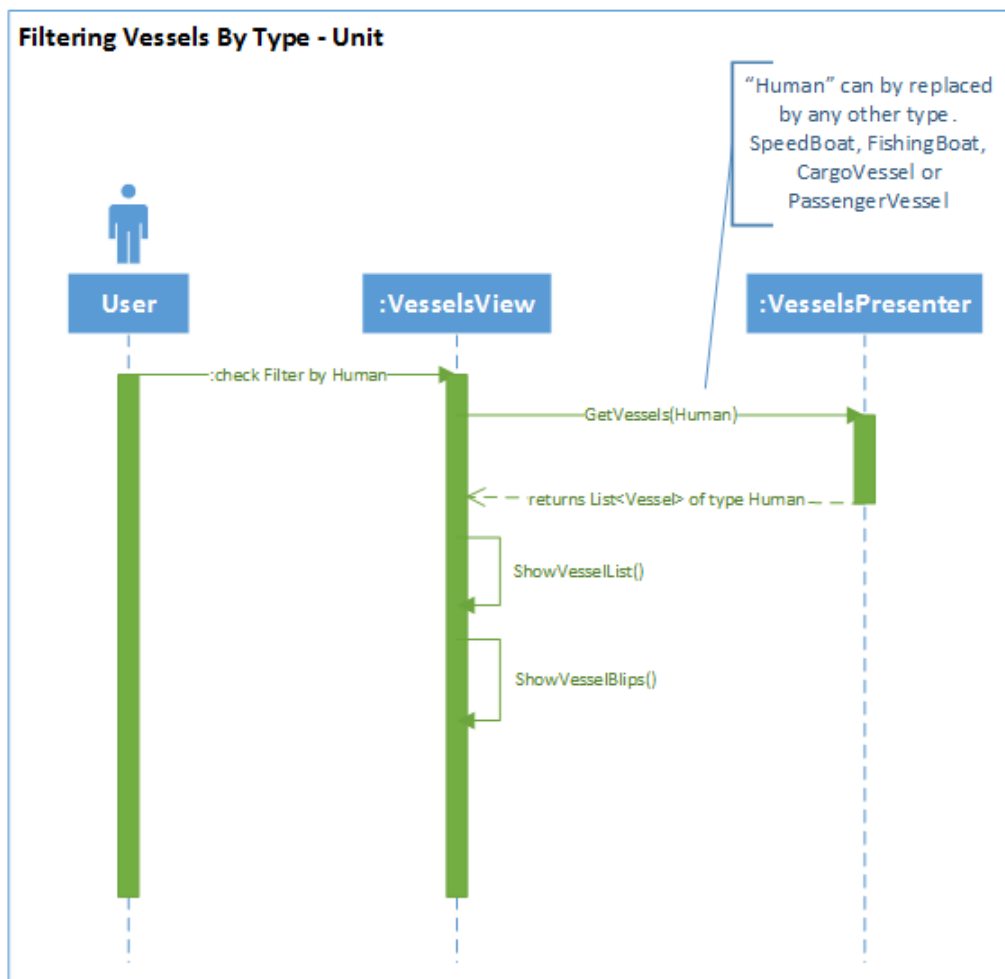 Filtering Vessels By Type - Unit
“Human” can by replaced
by any other type.
SpeedBoat, FishingBoat,
CargoVessel or
PassengerVessel
User
:VesselsView
:VesselsPresenter
:check Filter by Human
GetVessels(Human)
returns List<Vessel> of type Human
ShowVesselList()
ShowVesselBlips()